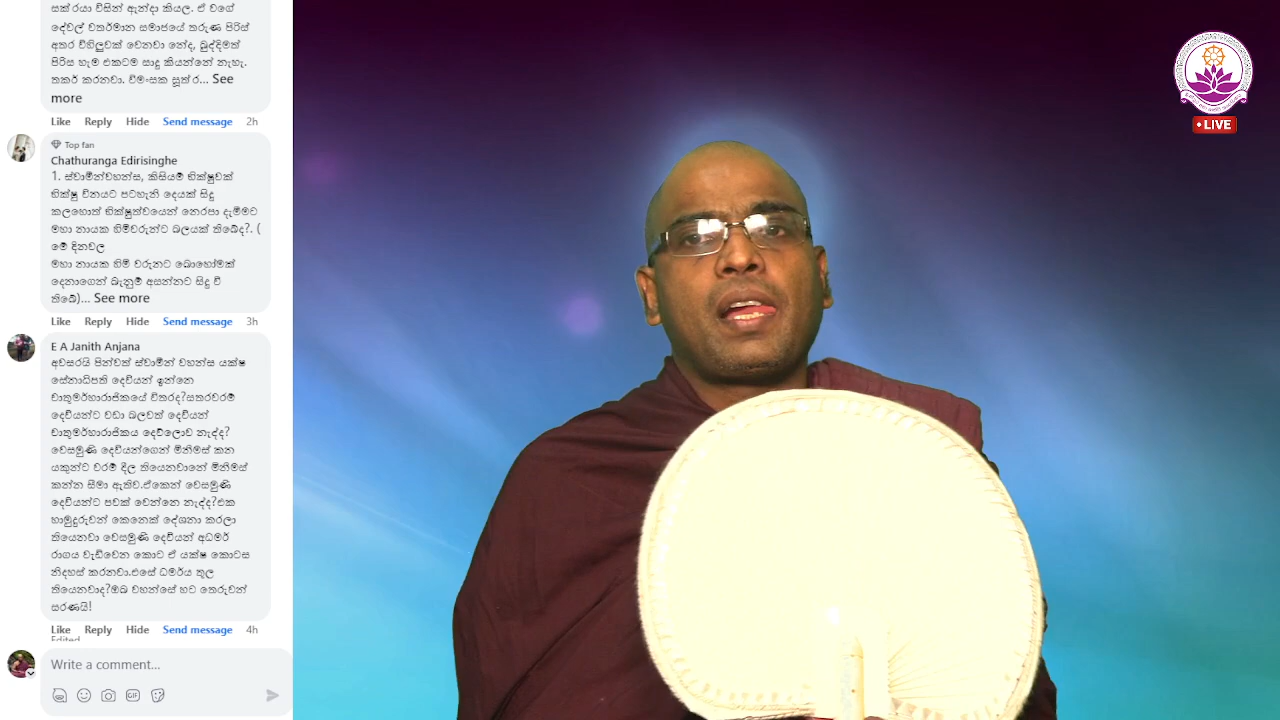 සක්‍රයා විසින් ඇන්දා කියල. ඒ වගේ
දේවල් වර්තමාන සමාජයේ තරුණ පිරිස්
අතර විහිලුවක් වෙනවා නේද, බුද්දිමත්
පිරිස හැම එකටම සාදු කියන්නේ නැහැ.
තර්ක කරනවා. වීමංසක සූත්‍ර... See
more
Like Reply Hide Send message 2h
Top fan
Chathuranga Edirisinghe
1. ස්වාමීන්වහන්ස, කිසියම් භික්ෂුවක්
භික්ෂු විනයට පටහැනි දෙයක් සිදු
කලහොත් භික්ෂුත්වයෙන් නෙරපා දැමීමට
මහා නායක හිමිවරුන්ට බලයක් තිබේද?. (
මේ දිනවල
මහා නායක හිමි වරුනට බොහෝමක්
දෙනාගෙන් බැනුම් අසන්නට සිදු වී
තිබේ)... See more
Like Reply Hide Send message 3h
E A Janith Anjana
අවසරයි පින්වත් ස්වාමීන් වහන්ස යක්ෂ
සේනාධිපති දෙවියන් ඉන්නෙ
චාතුර්මහාරාජිකයේ විතරද?සතරවරම්
දෙවියන්ට වඩා බලවත් දෙවියන්
චාතුර්මහාරාජිකය දෙව්ලොව නැද්ද?
වෙසමුණි දෙවියන්ගෙන් මිනිමස් කන
යකුන්ට වරම් දීල තියෙනවානේ මිනිමස්
කන්න සීමා ඇතිව.ඒකෙන් වෙසමුණි
දෙවියන්ට පවක් වෙන්නෙ නැද්ද?එක
හාමුදුරුවන් කෙනෙක් දේශනා කරලා
තියෙනවා වෙසමුණි දෙවියන් අධර්ම
රාගය වැඩිවෙන කොට ඒ යක්ෂ කොටස
නිදහස් කරනවා.එසේ ධර්මය තුල
තියෙනවාද?ඔබ වහන්සේ හට තෙරුවන්
සරණයි!
Like Reply Hide Send message 4h
Edited
Write a comment...
GIF
LIVE